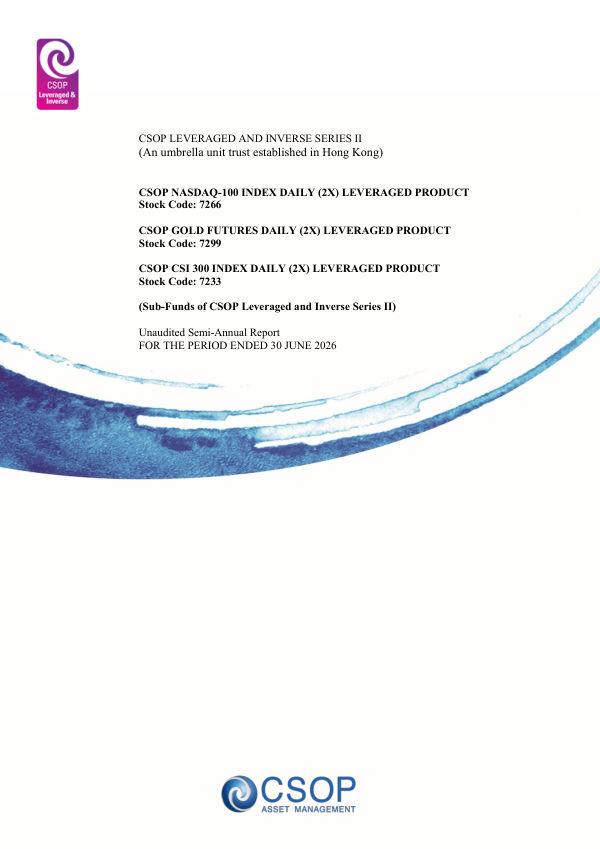 CSOP
Leveraged &
Inverse
CSOP LEVERAGED AND INVERSE SERIES II
(An umbrella unit trust established in Hong Kong)
CSOP NASDAQ-100 INDEX DAILY (2X) LEVERAGED PRODUCT
Stock Code: 7266
CSOP GOLD FUTURES DAILY (2X) LEVERAGED PRODUCT
Stock Code: 7299
CSOP CSI 300 INDEX DAILY (2X) LEVERAGED PRODUCT
Stock Code: 7233
(Sub-Funds of CSOP Leveraged and Inverse Series II)
Unaudited Semi-Annual Report
FOR THE PERIOD ENDED 30 JUNE 2026
CSOP
ASSET MANAGEMENT